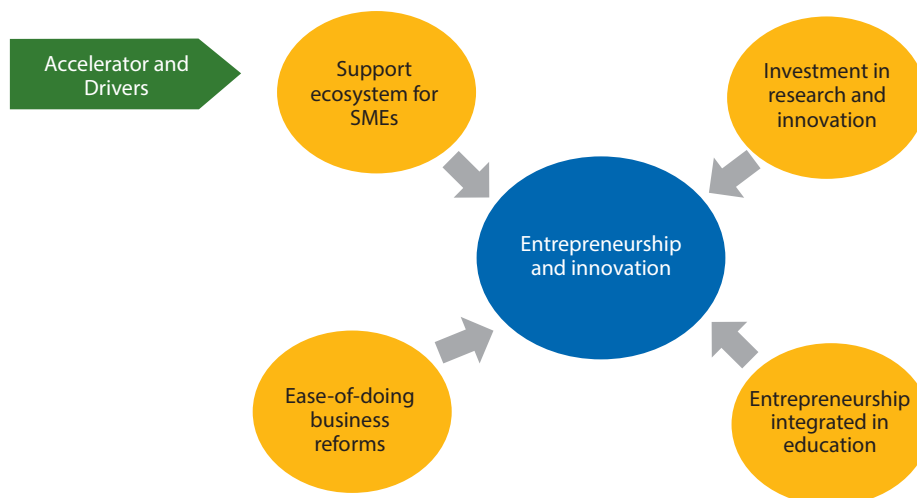 Accelerator and
Drivers
Support
ecosystem for
SMEs
Investment in
research and
innovation
Entrepreneurship
and innovation
Ease-of-doing
business
reforms
Entrepreneurship
integrated in
education